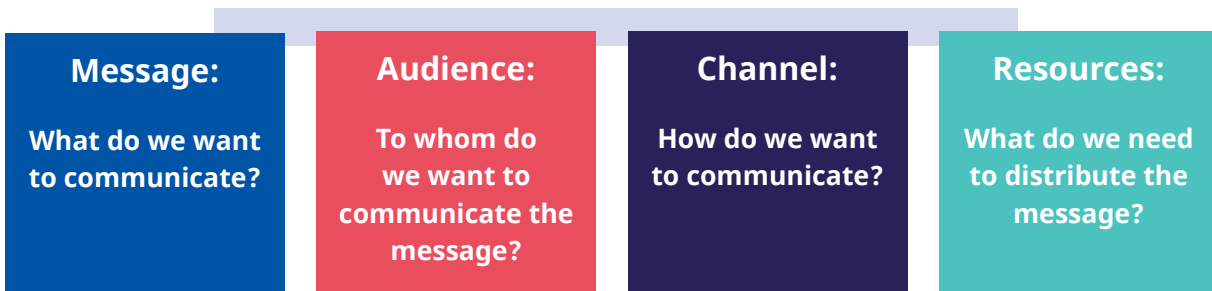 Message:
What do we want
to communicate?
Audience:
To whom do
we want to
communicate the
message?
Channel:
How do we want
to communicate?
Resources:
What do we need
to distribute the
message?